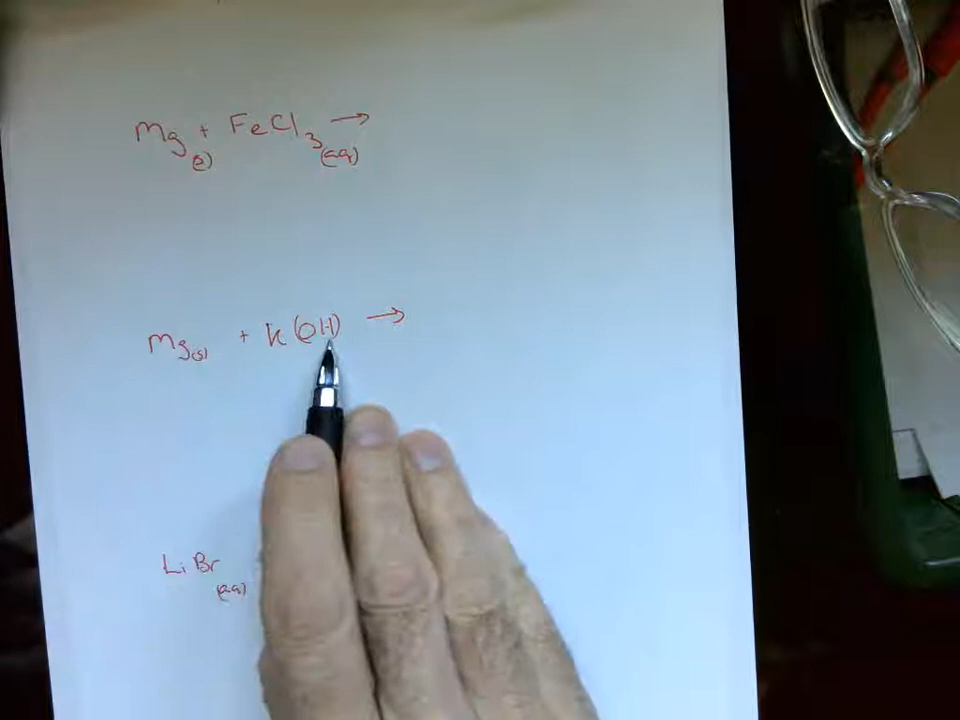 Mg(s) + FeCl3(aq) →
Mg(s) + K(OH) →
LiBr(aq)